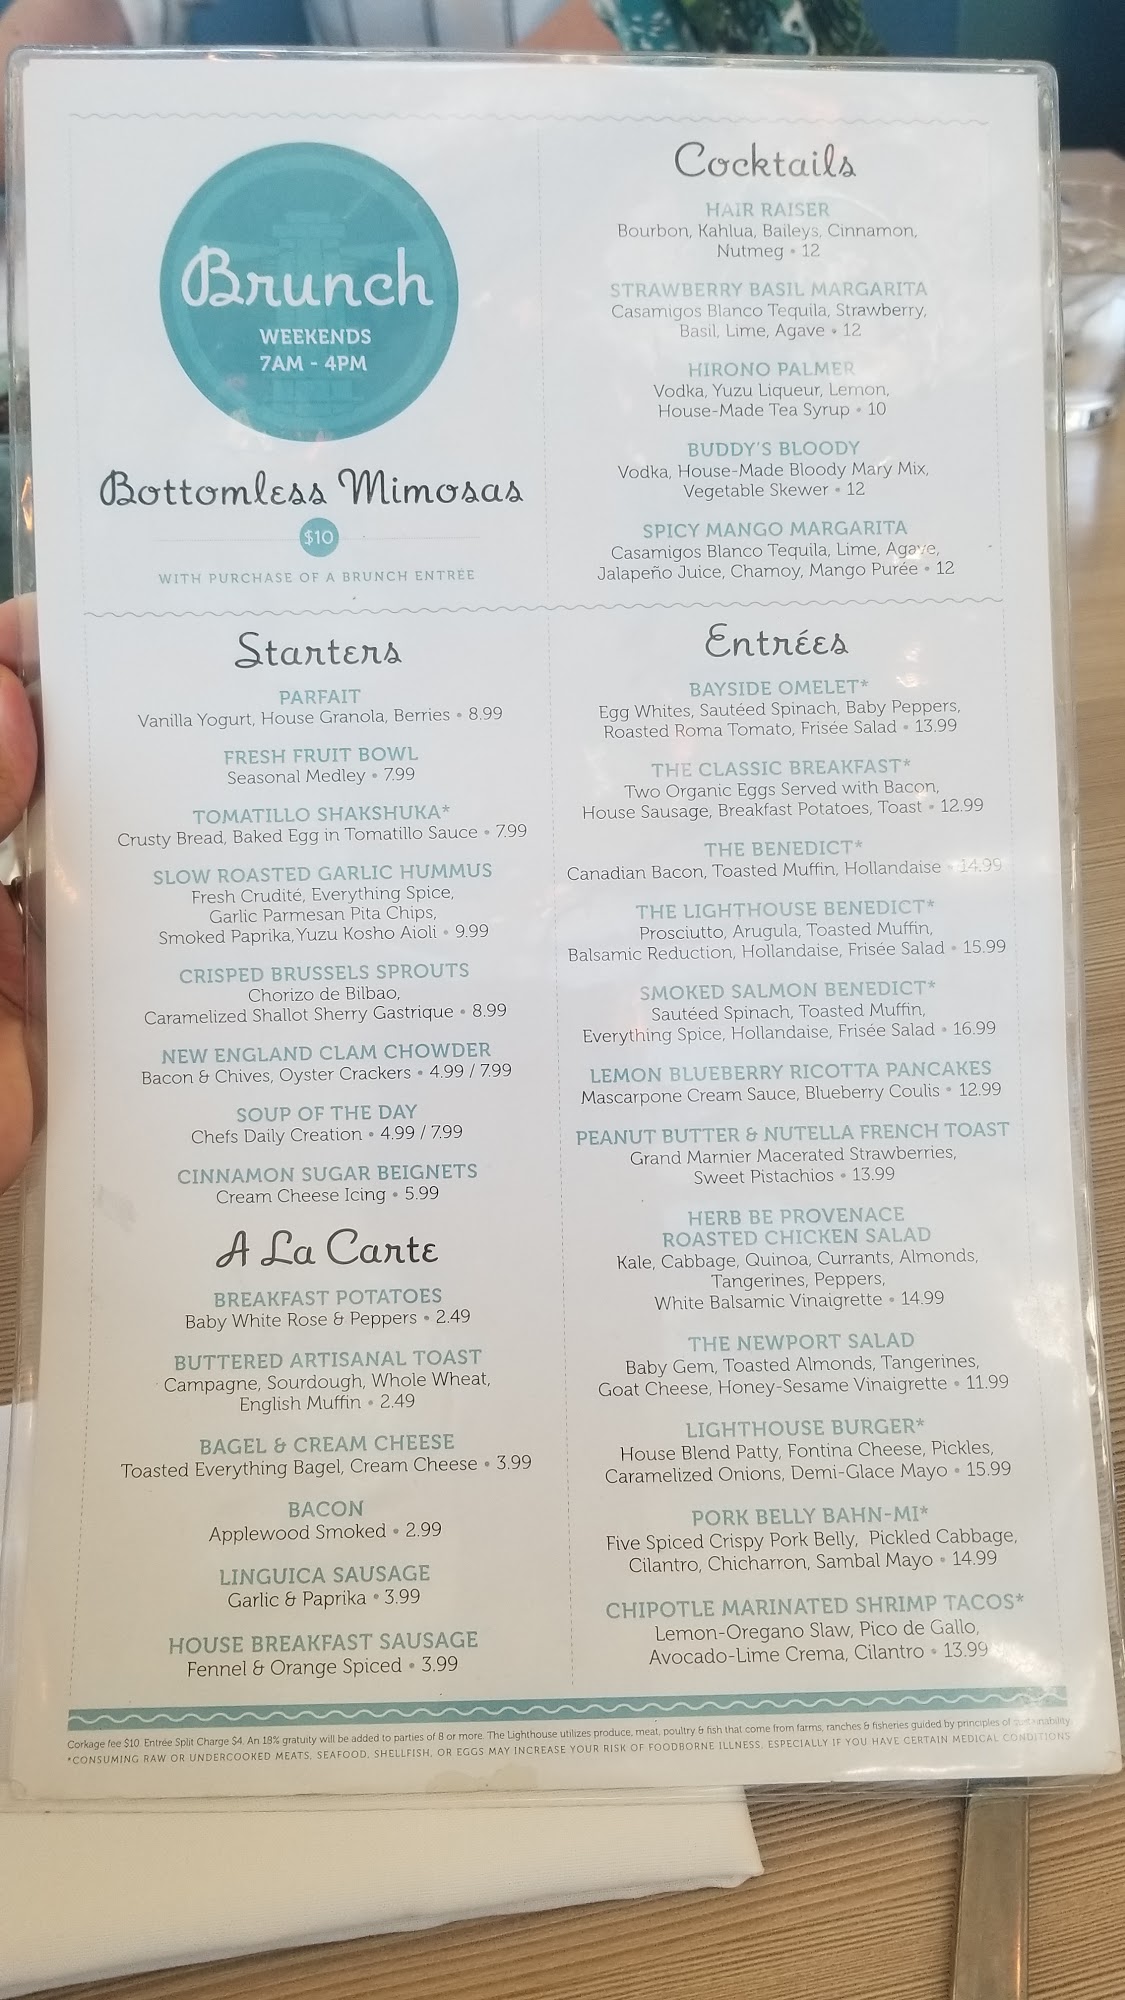 Brunch
WEEKENDS
7AM - 4PM
Bottomless Mimosas
$10
WITH PURCHASE OF A BRUNCH ENTRÉE
Cocktails
HAIR RAISER
Bourbon, Kahlua, Baileys, Cinnamon,
Nutmeg • 12
STRAWBERRY BASIL MARGARITA
Casamigos Blanco Tequila, Strawberry,
Basil, Lime, Agave • 12
HIRONO PALMER
Vodka, Yuzu Liqueur, Lemon,
House-Made Tea Syrup • 10
BUDDY'S BLOODY
Vodka, House-Made Bloody Mary Mix,
Vegetable Skewer • 12
SPICY MANGO MARGARITA
Casamigos Blanco Tequila, Lime, Agave,
Jalapeño Juice, Chamoy, Mango Purée • 12
Starters
PARFAIT
Vanilla Yogurt, House Granola, Berries • 8.99
FRESH FRUIT BOWL
Seasonal Medley • 7.99
TOMATILLO SHAKSHUKA*
Crusty Bread, Baked Egg in Tomatillo Sauce • 7.99
SLOW ROASTED GARLIC HUMMUS
Fresh Crudité, Everything Spice,
Garlic Parmesan Pita Chips,
Smoked Paprika, Yuzu Kosho Aioli • 9.99
CRISPED BRUSSELS SPROUTS
Chorizo de Bilbao,
Caramelized Shallot Sherry Gastrique • 8.99
NEW ENGLAND CLAM CHOWDER
Bacon & Chives, Oyster Crackers • 4.99 / 7.99
SOUP OF THE DAY
Chefs Daily Creation • 4.99 / 7.99
CINNAMON SUGAR BEIGNETS
Cream Cheese Icing • 5.99
A La Carte
BREAKFAST POTATOES
Baby White Rose & Peppers • 2.49
BUTTERED ARTISANAL TOAST
Campagne, Sourdough, Whole Wheat,
English Muffin • 2.49
BAGEL & CREAM CHEESE
Toasted Everything Bagel, Cream Cheese • 3.99
BACON
Applewood Smoked • 2.99
LINGUICA SAUSAGE
Garlic & Paprika • 3.99
HOUSE BREAKFAST SAUSAGE
Fennel & Orange Spiced • 3.99
Entrées
BAYSIDE OMELET*
Egg Whites, Sautéed Spinach, Baby Peppers,
Roasted Roma Tomato, Frisée Salad • 13.99
THE CLASSIC BREAKFAST*
Two Organic Eggs Served with Bacon,
House Sausage, Breakfast Potatoes, Toast • 12.99
THE BENEDICT*
Canadian Bacon, Toasted Muffin, Hollandaise • 14.99
THE LIGHTHOUSE BENEDICT*
Prosciutto, Arugula, Toasted Muffin,
Balsamic Reduction, Hollandaise, Frisée Salad • 15.99
SMOKED SALMON BENEDICT*
Sautéed Spinach, Toasted Muffin,
Everything Spice, Hollandaise, Frisée Salad • 16.99
LEMON BLUEBERRY RICOTTA PANCAKES
Mascarpone Cream Sauce, Blueberry Coulis • 12.99
PEANUT BUTTER & NUTELLA FRENCH TOAST
Grand Marnier Macerated Strawberries,
Sweet Pistachios • 13.99
HERB BE PROVENACE
ROASTED CHICKEN SALAD
Kale, Cabbage, Quinoa, Currants, Almonds,
Tangerines, Peppers,
White Balsamic Vinaigrette • 14.99
THE NEWPORT SALAD
Baby Gem, Toasted Almonds, Tangerines,
Goat Cheese, Honey-Sesame Vinaigrette • 11.99
LIGHTHOUSE BURGER*
House Blend Patty, Fontina Cheese, Pickles,
Caramelized Onions, Demi-Glace Mayo • 15.99
PORK BELLY BAHN-MI*
Five Spiced Crispy Pork Belly, Pickled Cabbage,
Cilantro, Chicharron, Sambal Mayo • 14.99
CHIPOTLE MARINATED SHRIMP TACOS*
Lemon-Oregano Slaw, Pico de Gallo,
Avocado-Lime Crema, Cilantro • 13.99
Corkage fee $10. Entrée Split Charge $4. An 18% gratuity will be added to parties of 8 or more. The Lighthouse utilizes produce, meat, poultry & fish that come from farms, ranches & fisheries guided by principles of sustainability.
*CONSUMING RAW OR UNDERCOOKED MEATS, SEAFOOD, SHELLFISH, OR EGGS MAY INCREASE YOUR RISK OF FOODBORNE ILLNESS, ESPECIALLY IF YOU HAVE CERTAIN MEDICAL CONDITIONS